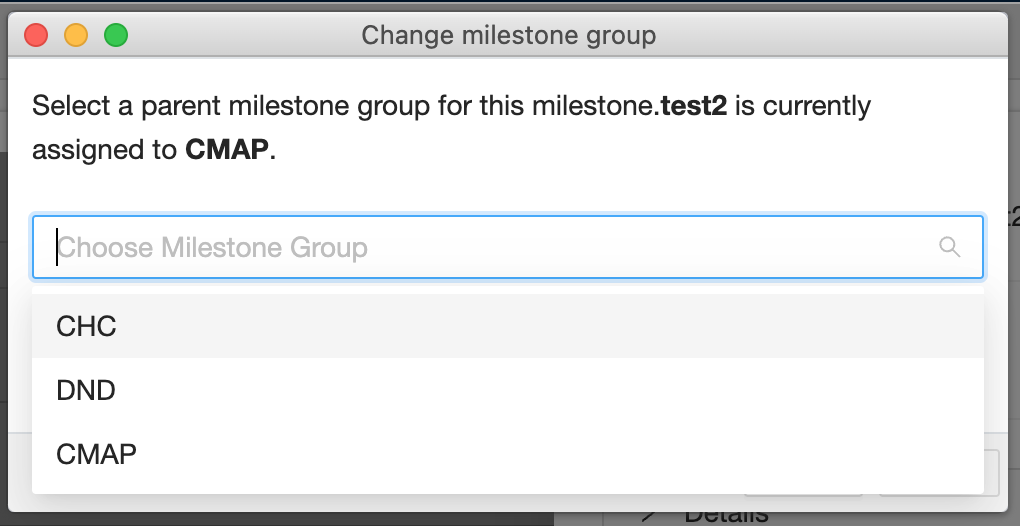 Change milestone group
Select a parent milestone group for this milestone.test2 is currently
assigned to CMAP.
Choose Milestone Group
CHC
DND
CMAP
Details